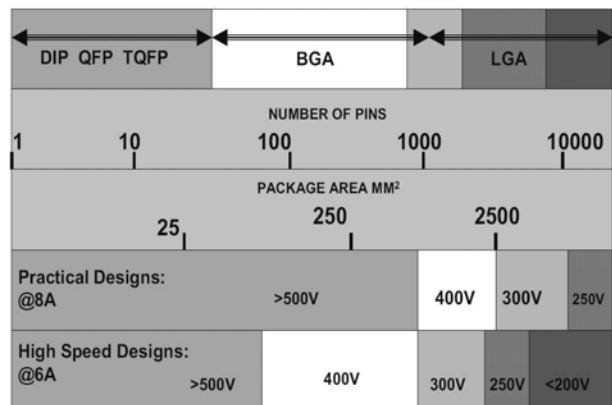 DIP QFP TQFP BGA LGA
NUMBER OF PINS
1 10 100 1000 10000
PACKAGE AREA MM²
25 250 2500
Practical Designs:
@8A >500V 400V 300V 250V
High Speed Designs:
@6A >500V 400V 300V 250V <200V